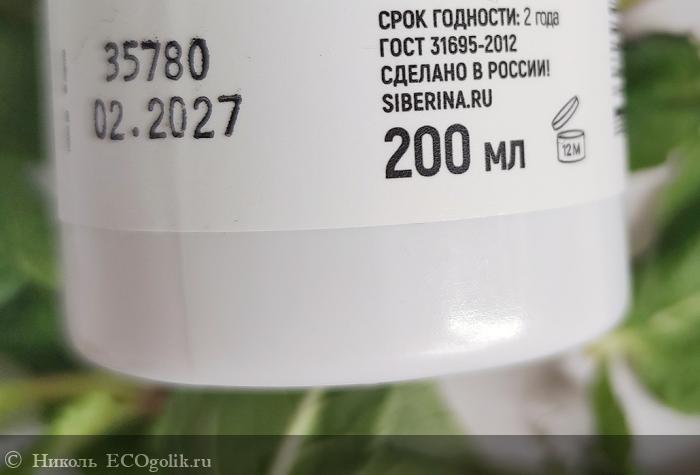 35780
02.2027
СРОК ГОДНОСТИ: 2 года
ГОСТ 31695-2012
СДЕЛАНО В РОССИИ!
SIBERINA.RU
200 мл
12M
© Николь ECOgolik.ru